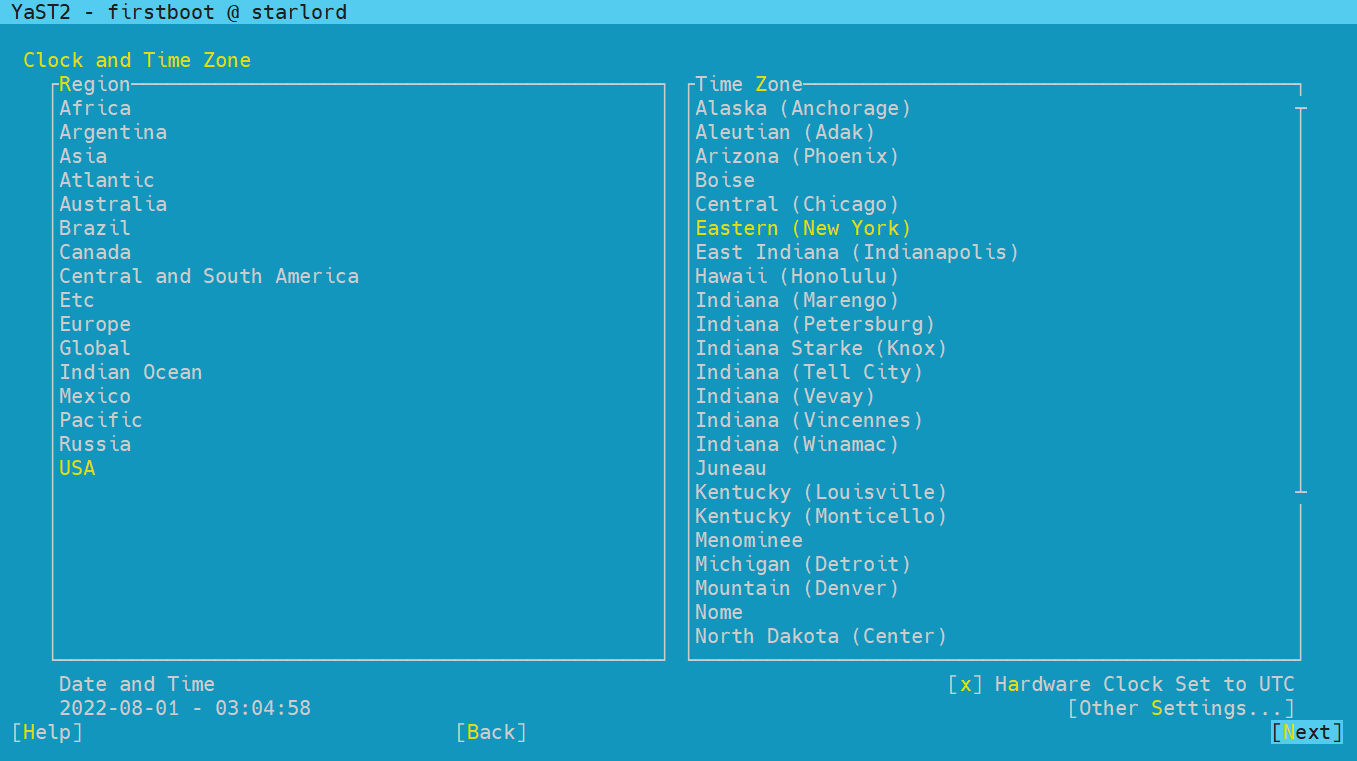 YaST2 - firstboot @ starlord
Clock and Time Zone
Region
Africa
Argentina
Asia
Atlantic
Australia
Brazil
Canada
Central and South America
Etc
Europe
Global
Indian Ocean
Mexico
Pacific
Russia
USA
Time Zone
Alaska (Anchorage)
Aleutian (Adak)
Arizona (Phoenix)
Boise
Central (Chicago)
Eastern (New York)
East Indiana (Indianapolis)
Hawaii (Honolulu)
Indiana (Marengo)
Indiana (Petersburg)
Indiana Starke (Knox)
Indiana (Tell City)
Indiana (Vevay)
Indiana (Vincennes)
Indiana (Winamac)
Juneau
Kentucky (Louisville)
Kentucky (Monticello)
Menominee
Michigan (Detroit)
Mountain (Denver)
Nome
North Dakota (Center)
Date and Time
2022-08-01 - 03:04:58
[x] Hardware Clock Set to UTC
[Other Settings...]
[Help] [Back] [Next]